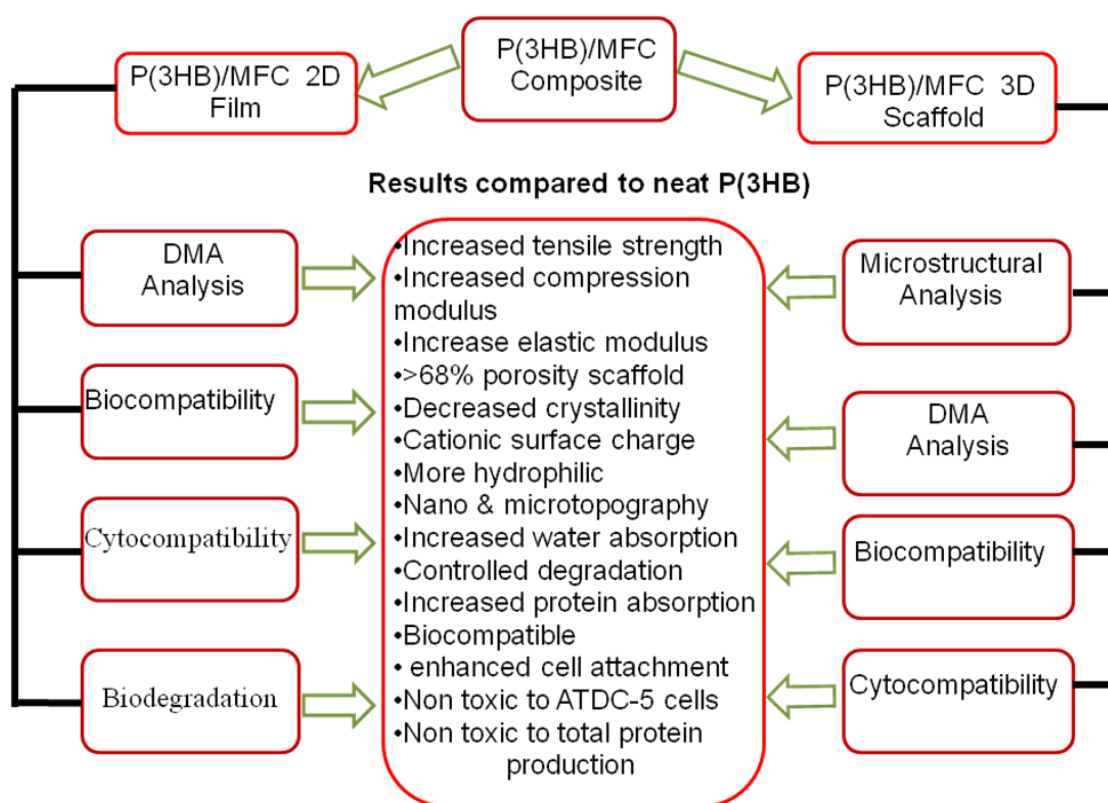 P(3HB)/MFC
Composite
P(3HB)/MFC 2D
Film
P(3HB)/MFC 3D
Scaffold
Results compared to neat P(3HB)
DMA
Analysis
Biocompatibility
Cytocompatibility
Biodegradation
•Increased tensile strength
•Increased compression
modulus
•Increase elastic modulus
•>68% porosity scaffold
•Decreased crystallinity
•Cationic surface charge
•More hydrophilic
•Nano & microtopography
•Increased water absorption
•Controlled degradation
•Increased protein absorption
•Biocompatible
• enhanced cell attachment
•Non toxic to ATDC-5 cells
•Non toxic to total protein
production
Microstructural
Analysis
DMA
Analysis
Biocompatibility
Cytocompatibility